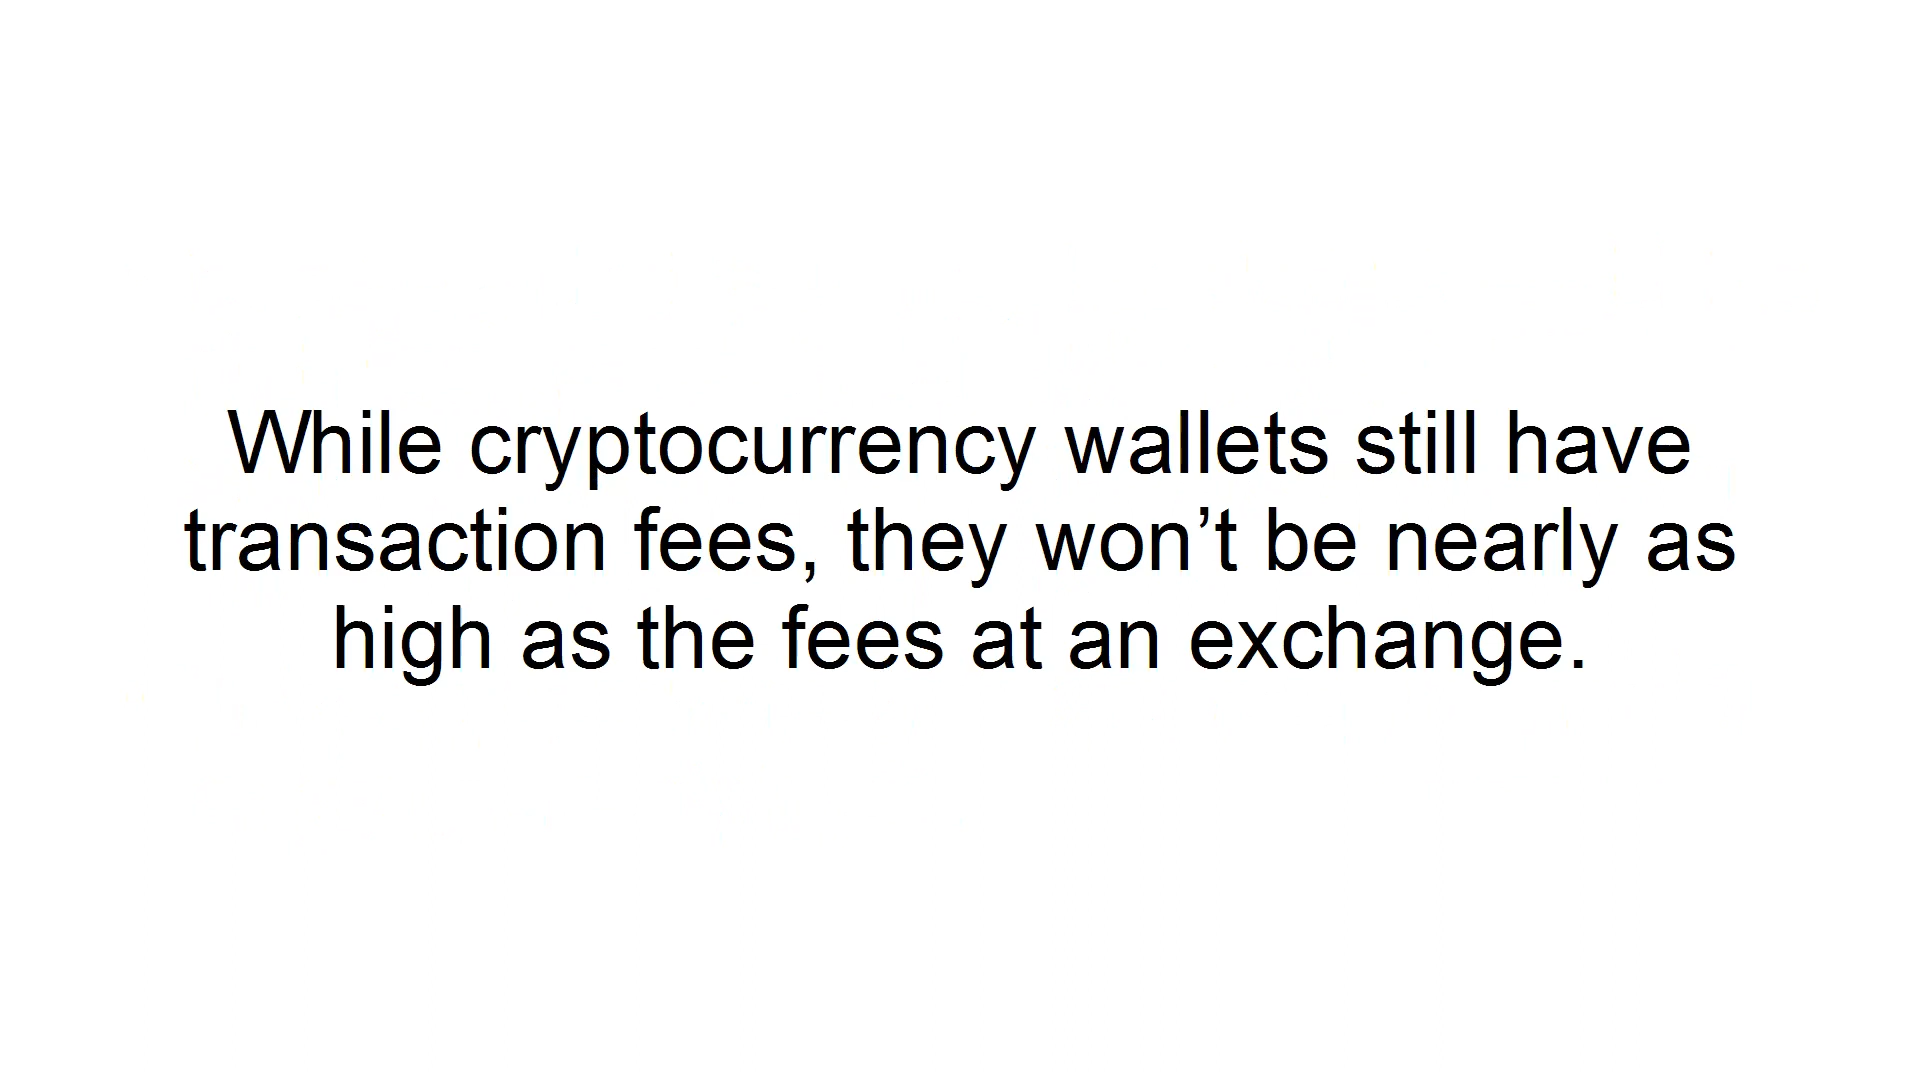 While cryptocurrency wallets still have
transaction fees, they won’t be nearly as
high as the fees at an exchange.